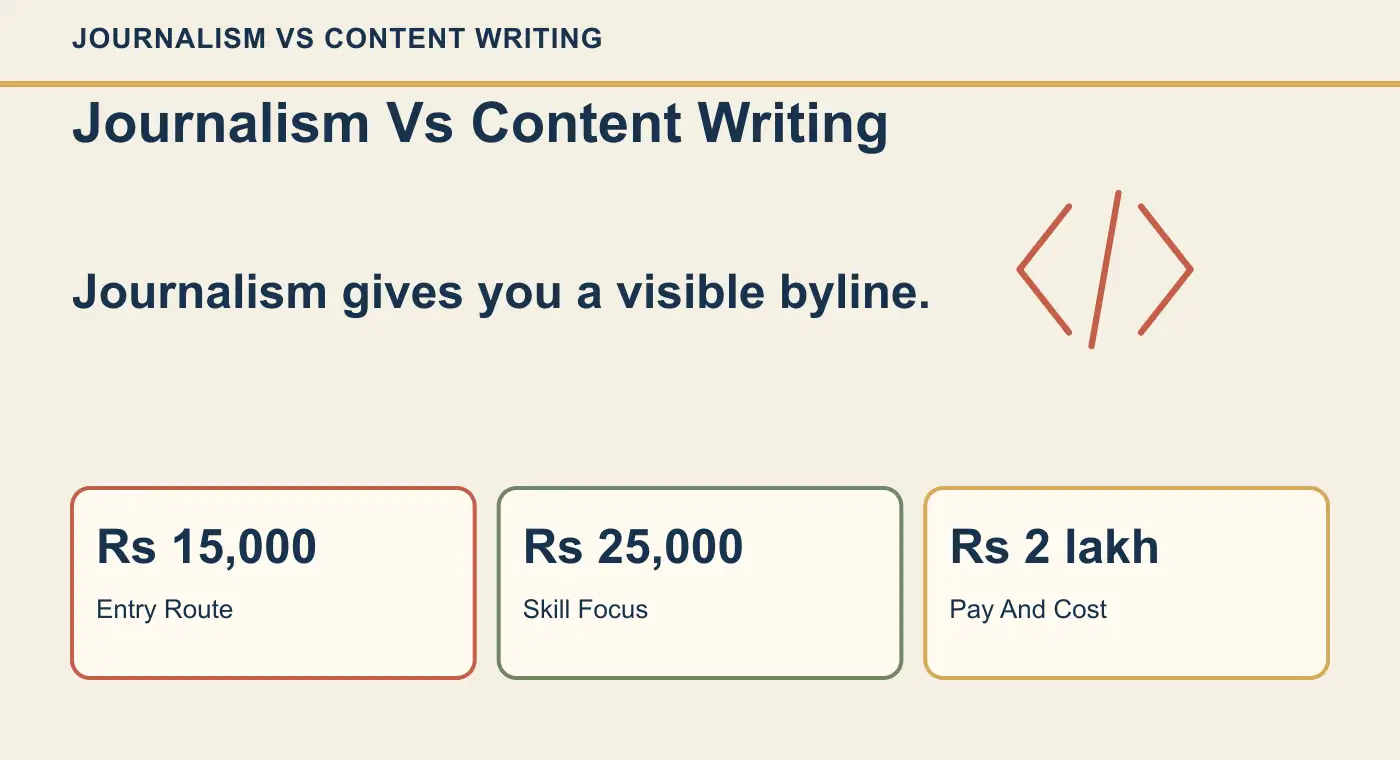 JOURNALISM VS CONTENT WRITING
Journalism Vs Content Writing
Journalism gives you a visible byline.
Rs 15,000
Entry Route
Rs 25,000
Skill Focus
Rs 2 lakh
Pay And Cost